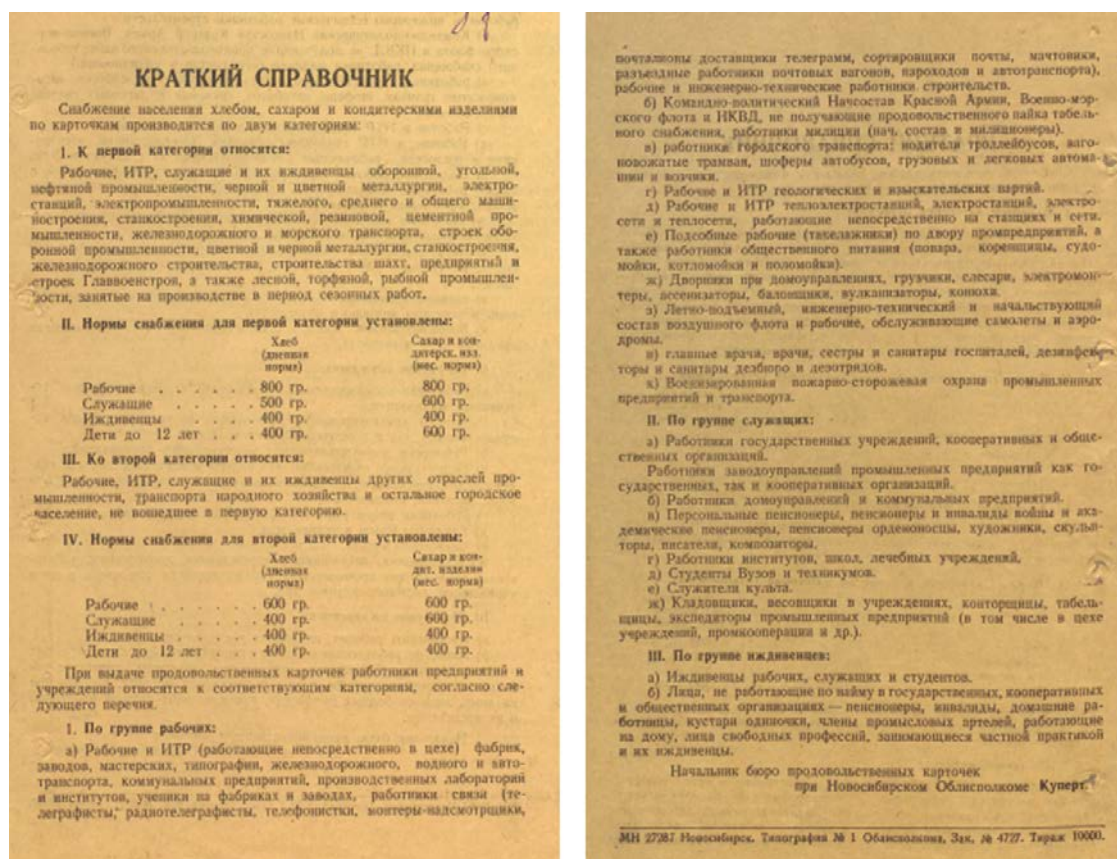 КРАТКИЙ СПРАВОЧНИК
Снабжение населения хлебом, сахаром и кондитерскими изделиями
по карточкам производится по двум категориям:
I. К первой категории относятся:
Рабочие, ИТР, служащие и их иждивенцы оборонной, угольной,
нефтяной промышленности, черной и цветной металлургии, электро-
станций, электропромышленности, тяжелого, среднего и общего маши-
ностроения, станкостроения, химической, резиновой, цементной про-
мышленности, железнодорожного и морского транспорта, строек обо-
ронной промышленности, цветной и черной металлургии, станкостроения,
железнодорожного строительства, строительства шахт, предприятий и
строек Главвоенстроя, а также лесной, торфяной, рыбной промышлен-
ности, занятые на производстве в период сезонных работ.
II. Нормы снабжения для первой категории установлены:
Хлеб Сахар и кон-
(дневная дитерск. изд.
норма) (мес. норма)
Рабочие . . . . . . 800 гр. 800 гр.
Служащие . . . . . 500 гр. 600 гр.
Иждивенцы . . . . 400 гр. 400 гр.
Дети до 12 лет . . . 400 гр. 600 гр.
III. Ко второй категории относятся:
Рабочие, ИТР, служащие и их иждивенцы других отраслей про-
мышленности, транспорта народного хозяйства и остальное городское
население, не вошедшее в первую категорию.
IV. Нормы снабжения для второй категории установлены:
Хлеб Сахар и кон-
(дневная дит. изделия
норма) (мес. норма)
Рабочие . . . . . . 600 гр. 600 гр.
Служащие . . . . . 400 гр. 600 гр.
Иждивенцы . . . . 400 гр. 400 гр.
Дети до 12 лет . . . 400 гр. 400 гр.
При выдаче продовольственных карточек работники предприятий и
учреждений относятся к соответствующим категориям, согласно сле-
дующего перечня.
1. По группе рабочих:
а) Рабочие и ИТР (работающие непосредственно в цехе) фабрик,
заводов, мастерских, типографии, железнодорожного, водного и авто-
транспорта, коммунальных предприятий, производственных лабораторий
и институтов, ученики на фабриках и заводах, работники связи (те-
леграфисты, радиотелеграфисты, телефонистки, монтеры-надсмотрщики,
почтальоны доставщики телеграмм, сортировщики почты, мачтовики,
разъездные работники почтовых вагонов, пароходов и автотранспорта),
рабочие и инженерно-технические работники строительств.
б) Командно-политический Начсостав Красной Армии, Военно-мор-
ского флота и НКВД, не получающие продовольственного пайка табель-
ного снабжения, работники милиции (нач. состав и милиционеры).
в) работники городского транспорта: водители троллейбусов, ваго-
новожатые трамвая, шоферы автобусов, грузовых и легковых автома-
шин и возчики.
г) Рабочие и ИТР геологических и изыскательских партий.
д) Рабочие и ИТР теплоэлектростанций, электростанций, электро-
сети и теплосети, работающие непосредственно на станциях и сети.
е) Подсобные рабочие (такелажники) по двору промпредприятий, а
также работники общественного питания (повара, коренщицы, судо-
мойки, котломойки и поломойки).
ж) Дворники при домоуправлениях, грузчики, слесари, электромон-
теры, ассенизаторы, балонщики, вулканизаторы, конюхи.
з) Летно-подъемный, инженерно-технический и начальствующий
состав воздушного флота и рабочие, обслуживающие самолеты и аэро-
дромы.
и) главные врачи, врачи, сестры и санитары госпиталей, дезинфек-
торы и санитары дезбюро и дезотрядов.
к) Военизированная пожарно-сторожевая охрана промышленных
предприятий и транспорта.
II. По группе служащих:
а) Работники государственных учреждений, кооперативных и обще-
ственных организаций.
Работники заводоуправлений промышленных предприятий как го-
сударственных, так и кооперативных организаций.
б) Работники домоуправлений и коммунальных предприятий.
в) Персональные пенсионеры, пенсионеры и инвалиды войны и ака-
демические пенсионеры, пенсионеры орденоносцы, художники, скульп-
торы, писатели, композиторы.
г) Работники институтов, школ, лечебных учреждений.
д) Студенты Вузов и техникумов.
е) Служители культа.
ж) Кладовщики, весовщики в учреждениях, конторщицы, табель-
щицы, экспедиторы промышленных предприятий (в том числе в цехе
учреждений, промкооперации и др.).
III. По группе иждивенцев:
а) Иждивенцы рабочих, служащих и студентов.
б) Лица, не работающие по найму в государственных, кооперативных
и общественных организациях — пенсионеры, инвалиды, домашние ра-
ботницы, кустари одиночки, члены промысловых артелей, работающие
на дому, лица свободных профессий, занимающиеся частной практикой
и их иждивенцы.
Начальник бюро продовольственных карточек
при Новосибирском Облисполкоме Куперт.
МН 27287 Новосибирск. Типография № 1 Облисполкома, Зак. № 4727. Тираж 10000.